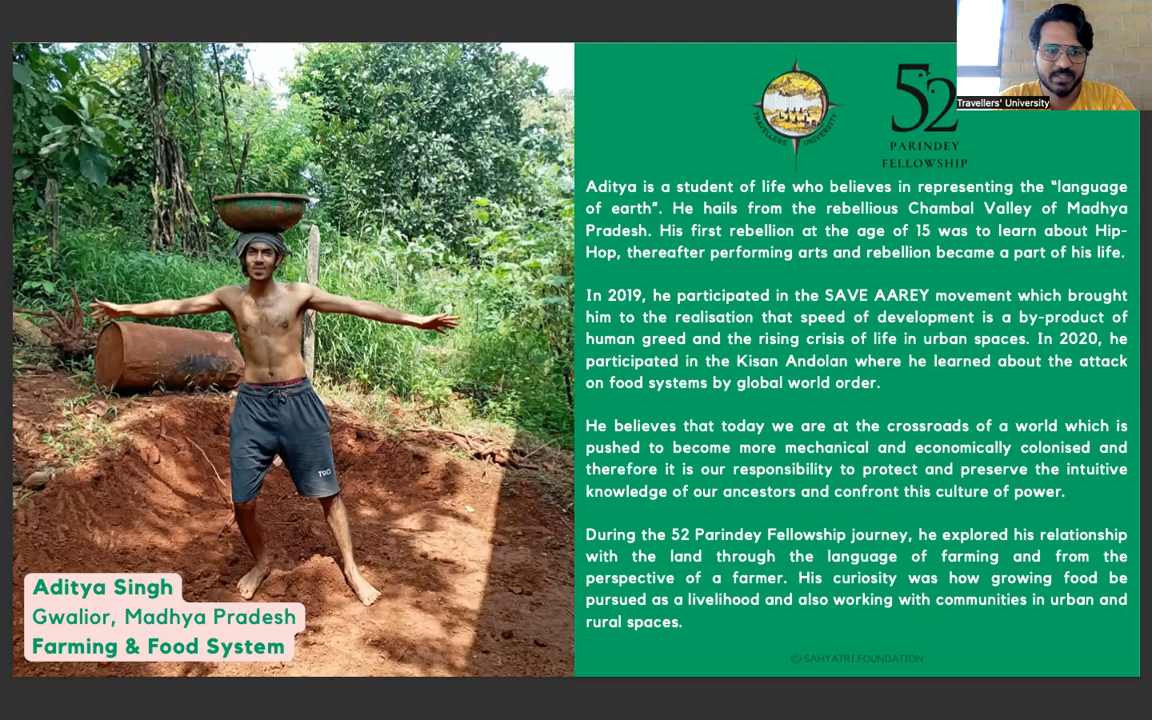 52
TRAVELLERS' UNIVERSITY
PARINDEY
FELLOWSHIP
Travellers' University
Aditya is a student of life who believes in representing the "language
of earth". He hails from the rebellious Chambal Valley of Madhya
Pradesh. His first rebellion at the age of 15 was to learn about Hip-
Hop, thereafter performing arts and rebellion became a part of his life.
In 2019, he participated in the SAVE AAREY movement which brought
him to the realisation that speed of development is a by-product of
human greed and the rising crisis of life in urban spaces. In 2020, he
participated in the Kisan Andolan where he learned about the attack
on food systems by global world order.
He believes that today we are at the crossroads of a world which is
pushed to become more mechanical and economically colonised and
therefore it is our responsibility to protect and preserve the intuitive
knowledge of our ancestors and confront this culture of power.
During the 52 Parindey Fellowship journey, he explored his relationship
with the land through the language of farming and from the
perspective of a farmer. His curiosity was how growing food be
pursued as a livelihood and also working with communities in urban and
rural spaces.
Aditya Singh
Gwalior, Madhya Pradesh
Farming & Food System
© SAHYATRI FOUNDATION